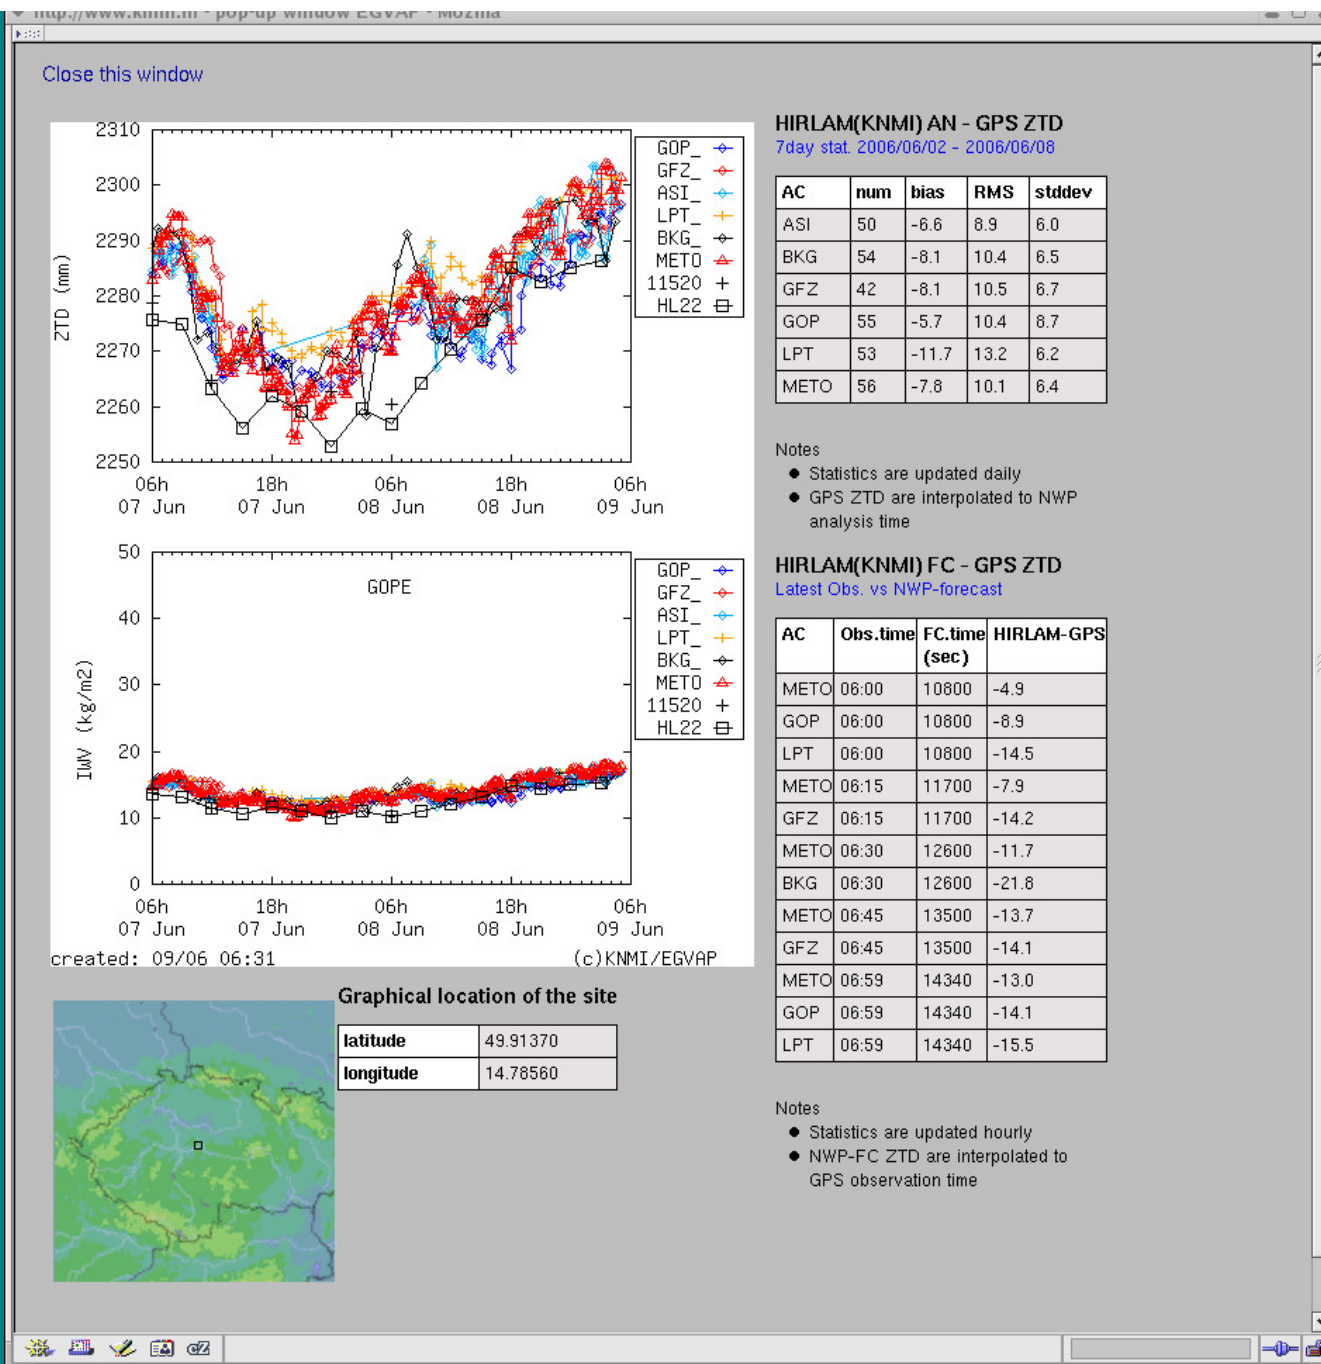 http://www.knmi.nl - pop-up window EGVAP - Mozilla
Close this window
2310
2300
2290
2280
2270
2260
2250
ZTD (mm)
GOP_
GFZ_
ASI_
LPT_
BKG_
METO
11520
HL22
06h 18h 06h 18h 06h
07 Jun 07 Jun 08 Jun 08 Jun 09 Jun
50
40
30
20
10
0
IWV (kg/m2)
GOPE
GOP_
GFZ_
ASI_
LPT_
BKG_
METO
11520
HL22
06h 18h 06h 18h 06h
07 Jun 07 Jun 08 Jun 08 Jun 09 Jun
created: 09/06 06:31 (c)KNMI/EGVAP
Graphical location of the site
latitude 49.91370
longitude 14.78560
HIRLAM(KNMI) AN - GPS ZTD
7day stat. 2006/06/02 - 2006/06/08
AC num bias RMS stddev
ASI 50 -6.6 8.9 6.0
BKG 54 -8.1 10.4 6.5
GFZ 42 -8.1 10.5 6.7
GOP 55 -5.7 10.4 8.7
LPT 53 -11.7 13.2 6.2
METO 56 -7.8 10.1 6.4
Notes
● Statistics are updated daily
● GPS ZTD are interpolated to NWP
analysis time
HIRLAM(KNMI) FC - GPS ZTD
Latest Obs. vs NWP-forecast
AC Obs.time FC.time HIRLAM-GPS
(sec)
METO 06:00 10800 -4.9
GOP 06:00 10800 -8.9
LPT 06:00 10800 -14.5
METO 06:15 11700 -7.9
GFZ 06:15 11700 -14.2
METO 06:30 12600 -11.7
BKG 06:30 12600 -21.8
METO 06:45 13500 -13.7
GFZ 06:45 13500 -14.1
METO 06:59 14340 -13.0
GOP 06:59 14340 -14.1
LPT 06:59 14340 -15.5
Notes
● Statistics are updated hourly
● NWP-FC ZTD are interpolated to
GPS observation time